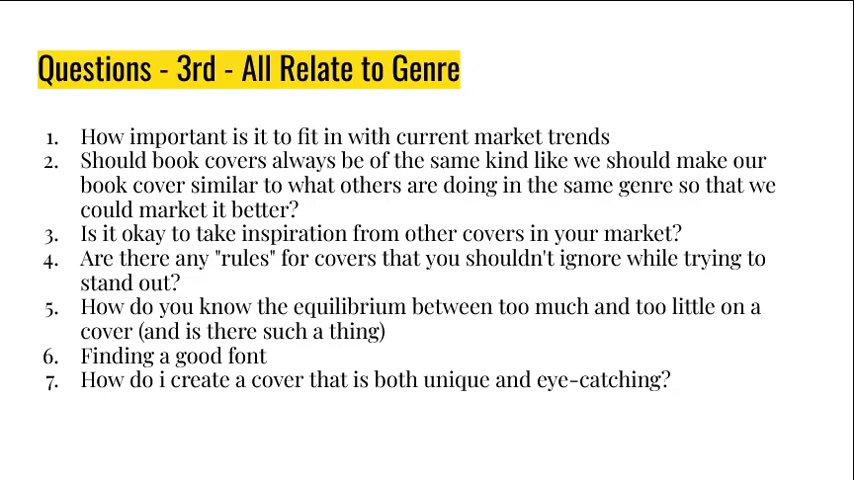 Questions - 3rd - All Relate to Genre
1. How important is it to fit in with current market trends
2. Should book covers always be of the same kind like we should make our
book cover similar to what others are doing in the same genre so that we
could market it better?
3. Is it okay to take inspiration from other covers in your market?
4. Are there any "rules" for covers that you shouldn't ignore while trying to
stand out?
5. How do you know the equilibrium between too much and too little on a
cover (and is there such a thing)
6. Finding a good font
7. How do i create a cover that is both unique and eye-catching?